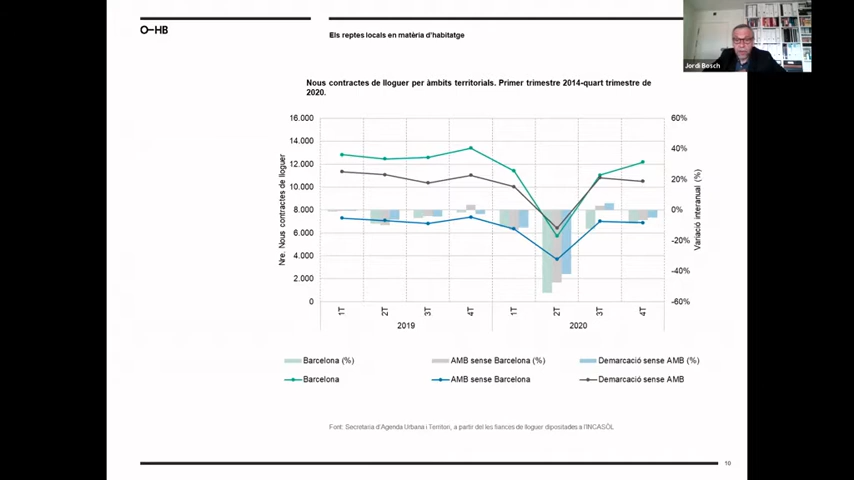 O-HB
Els reptes locals en matèria d'habitatge
Jordi Bosch
Nous contractes de lloguer per àmbits territorials. Primer trimestre 2014-quart trimestre de
2020.
Nre. Nous contractes de lloguer
16.000
14.000
12.000
10.000
8.000
6.000
4.000
2.000
0
60%
40%
20%
0%
-20%
-40%
-60%
Variació interanual (%)
1T 2T 3T 4T 1T 2T 3T 4T
2019 2020
Barcelona (%) AMB sense Barcelona (%) Demarcació sense AMB (%)
Barcelona AMB sense Barcelona Demarcació sense AMB
Font: Secretaria d'Agenda Urbana i Territori, a partir del les fiances de lloguer dipositades a l'INCASÒL
10